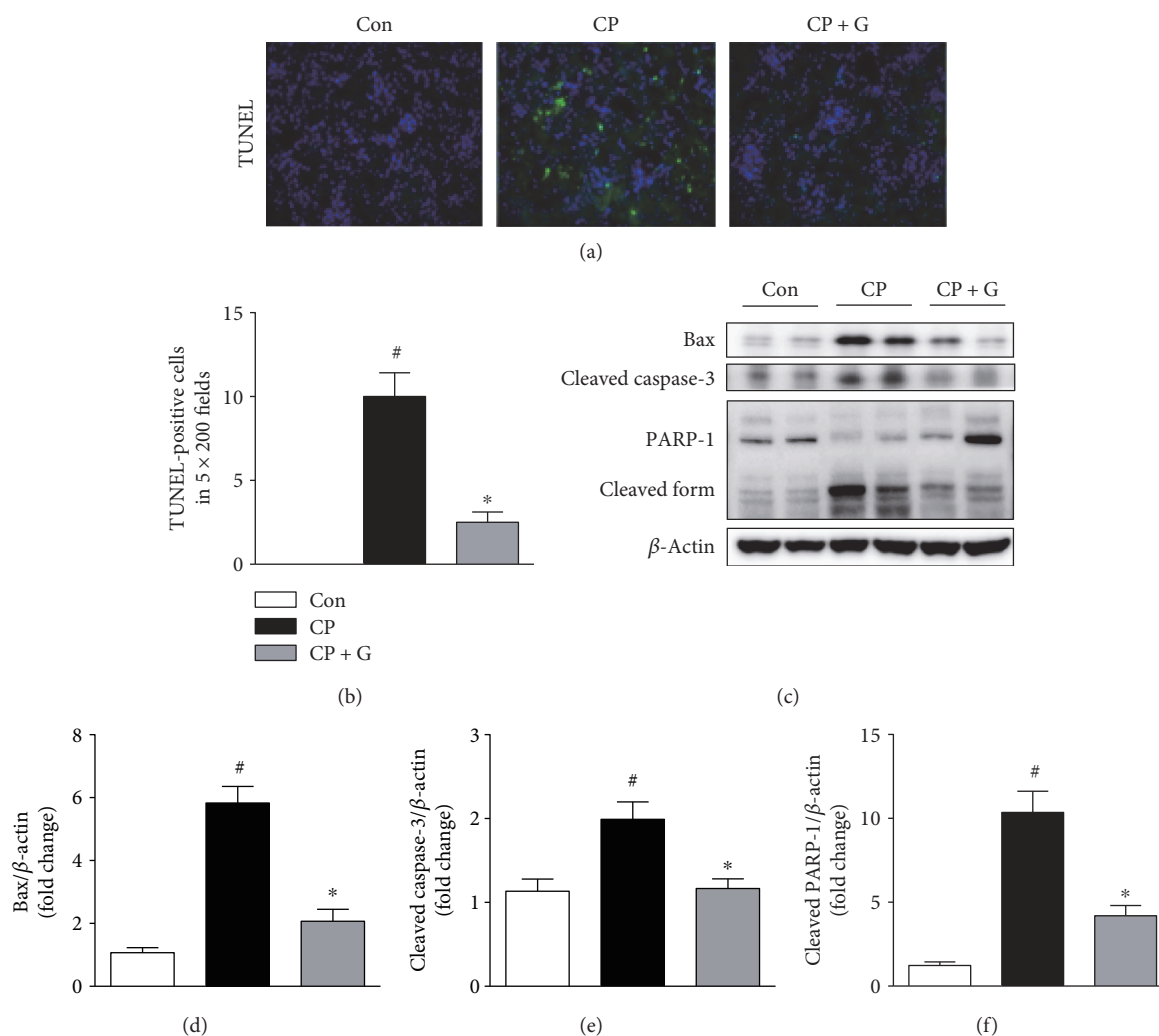 Con
CP
CP + G
TUNEL
(a)
15
10
5
0
#
*
TUNEL-positive cells
in 5 × 200 fields
Con
CP
CP + G
(b)
Con
CP
CP + G
Bax
Cleaved caspase-3
PARP-1
Cleaved form
β-Actin
(c)
8
6
4
2
0
#
*
Bax/β-actin
(fold change)
(d)
3
2
1
0
#
*
Cleaved caspase-3/β-actin
(fold change)
(e)
15
10
5
0
#
*
Cleaved PARP-1/β-actin
(fold change)
(f)